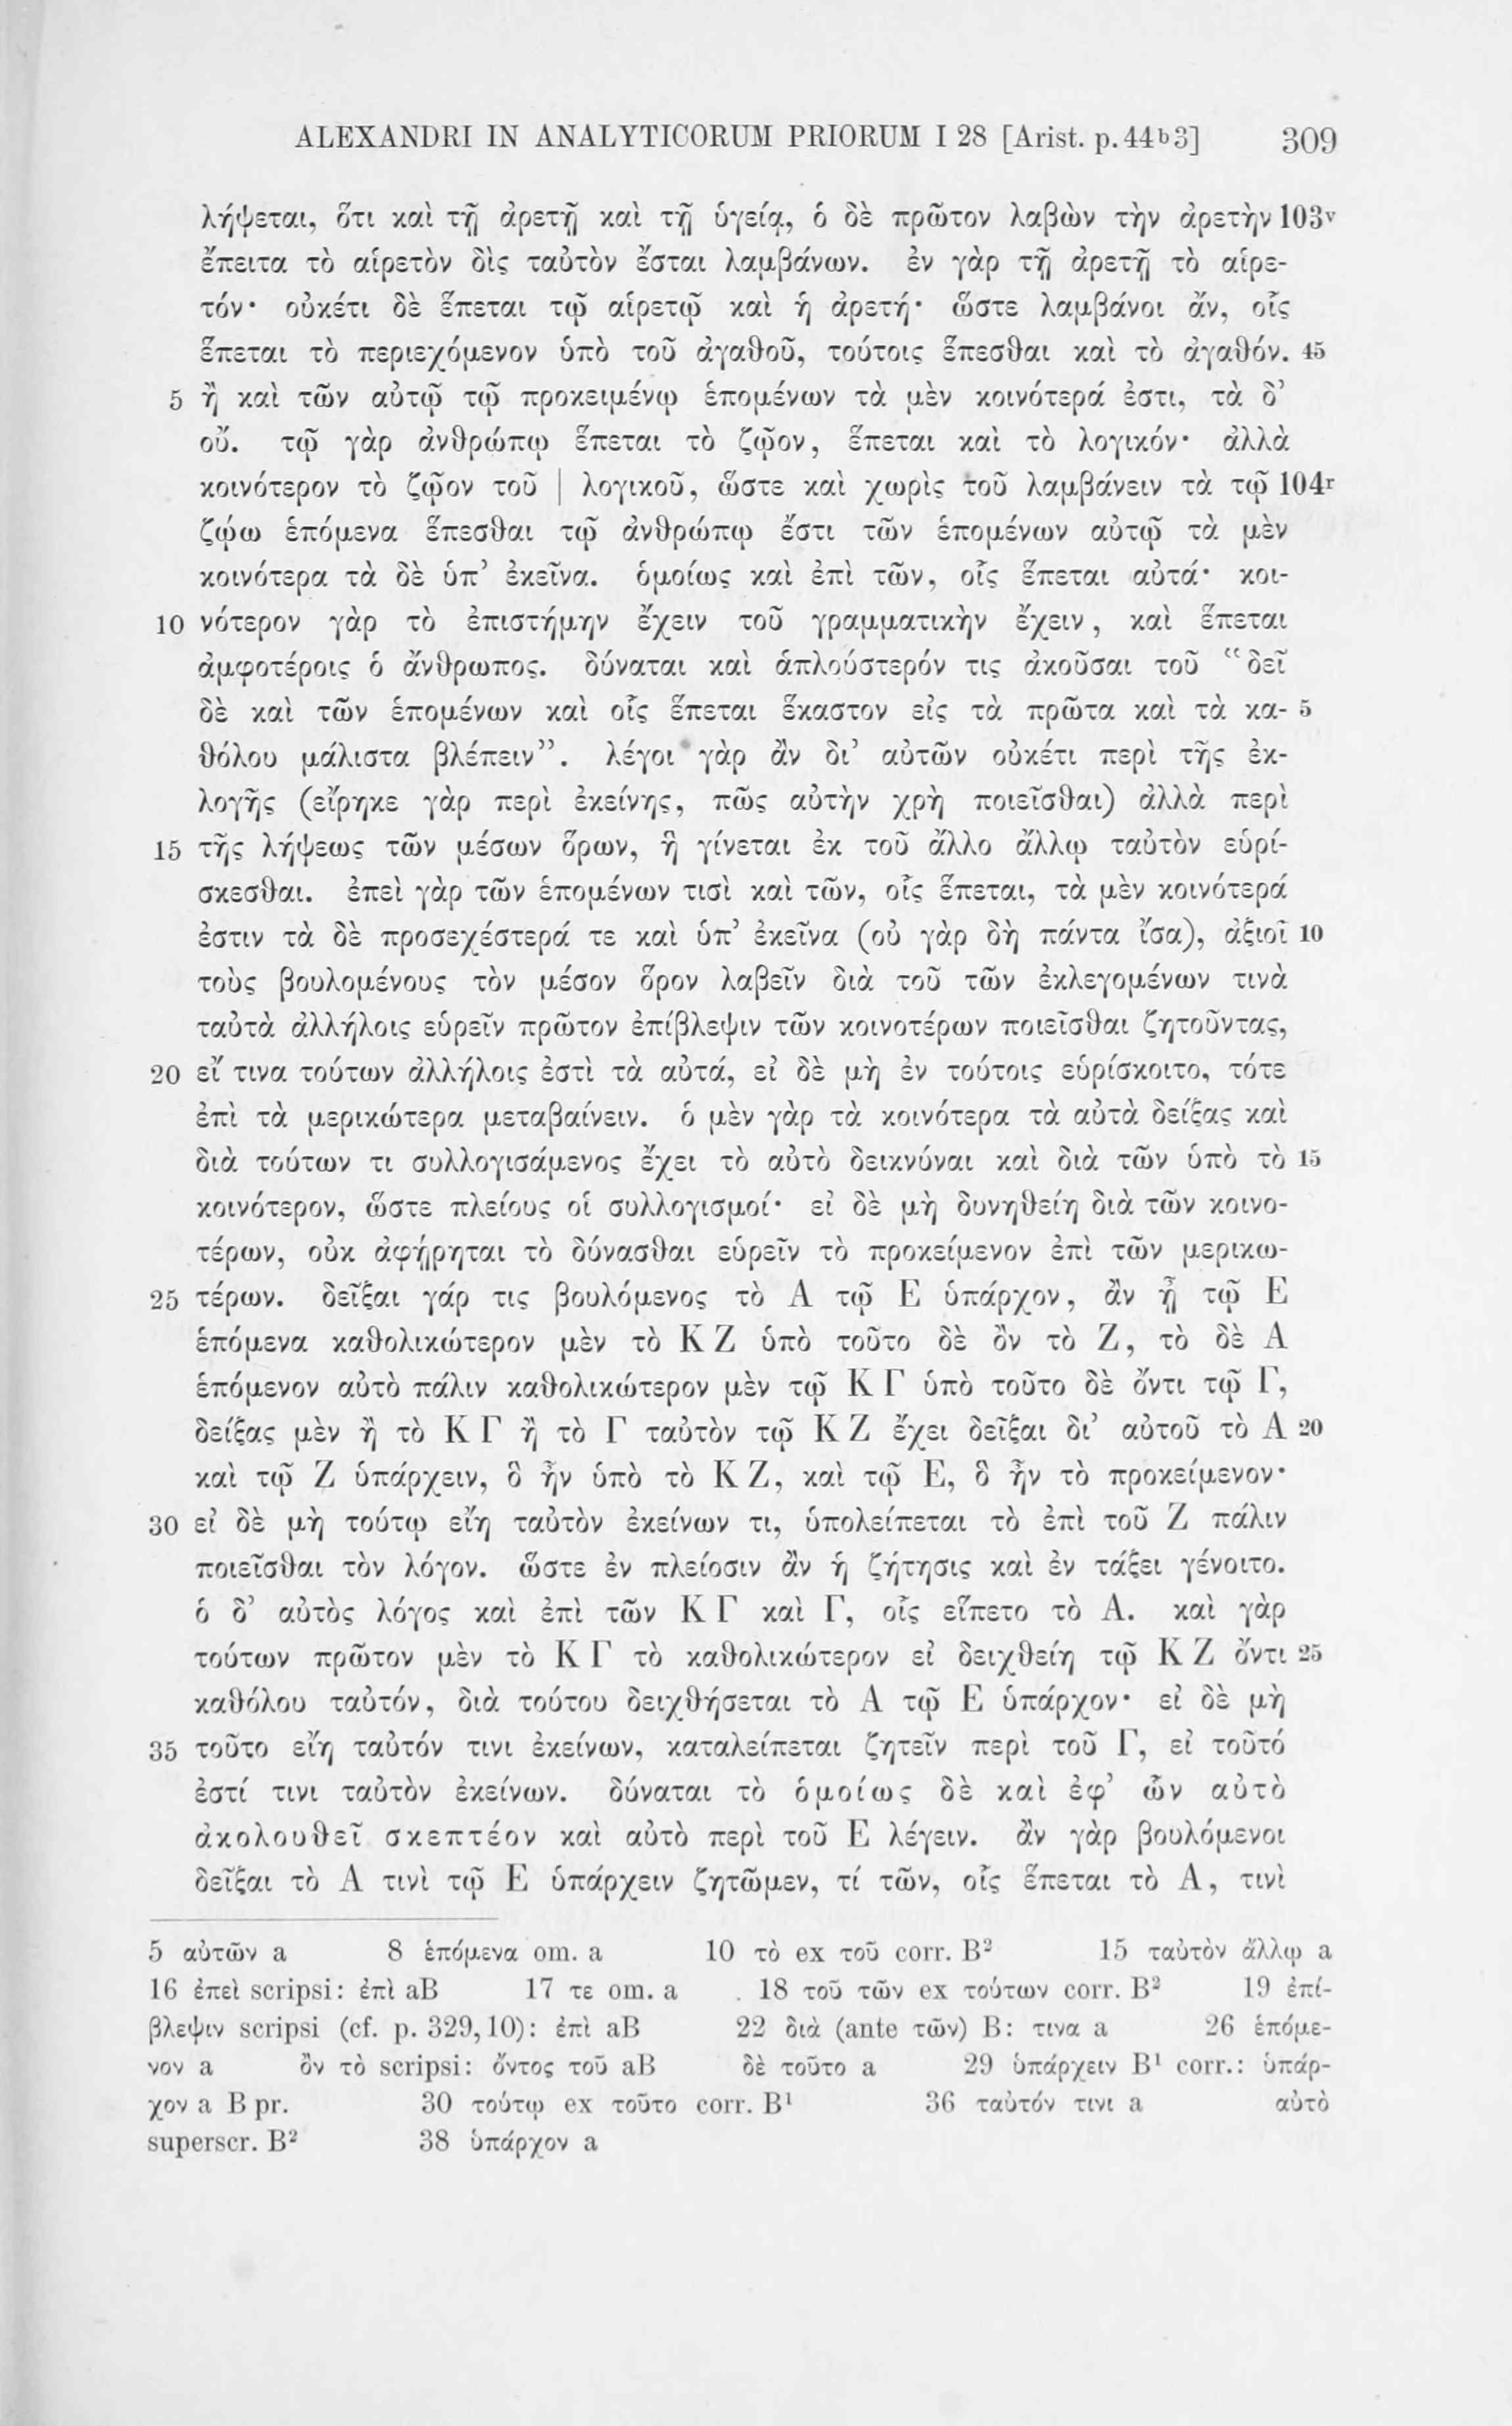 ALEXANDRI IN ANALYTICORUM PRIORUM I 28 [Arist. p. 44ᵇ3] 309
λήψεται, ὅτι καὶ τῇ ἀρετῇ καὶ τῇ ὑγείᾳ, ὁ δὲ πρῶτον λαβὼν τὴν ἀρετὴν 103ᵛ
ἔπειτα τὸ αἱρετὸν δὶς ταὐτὸν ἔσται λαμβάνων. ἐν γὰρ τῇ ἀρετῇ τὸ αἱρε-
τόν· οὐκέτι δὲ ἕπεται τῷ αἱρετῷ καὶ ἡ ἀρετή· ὥστε λαμβάνοι ἄν, οἷς
ἕπεται τὸ περιεχόμενον ὑπὸ τοῦ ἀγαθοῦ, τούτοις ἕπεσθαι καὶ τὸ ἀγαθόν. 45
5 ἢ καὶ τῶν αὐτῷ τῷ προκειμένῳ ἑπομένων τὰ μὲν κοινότερά ἐστι, τὰ δ’
οὔ. τῷ γὰρ ἀνθρώπῳ ἕπεται τὸ ζῷον, ἕπεται καὶ τὸ λογικόν· ἀλλὰ
κοινότερον τὸ ζῷον τοῦ | λογικοῦ, ὥστε καὶ χωρὶς τοῦ λαμβάνειν τὰ τῷ 104ʳ
ζῴω ἑπόμενα ἕπεσθαι τῷ ἀνθρώπῳ ἔστι τῶν ἑπομένων αὐτῷ τὰ μὲν
κοινότερα τὰ δὲ ὑπ’ ἐκεῖνα. ὁμοίως καὶ ἐπὶ τῶν, οἷς ἕπεται αὐτά· κοι-
10 νότερον γὰρ τὸ ἐπιστήμην ἔχειν τοῦ γραμματικὴν ἔχειν, καὶ ἕπεται
ἀμφοτέροις ὁ ἄνθρωπος. δύναται καὶ ἁπλούστερόν τις ἀκοῦσαι τοῦ “δεῖ
δὲ καὶ τῶν ἑπομένων καὶ οἷς ἕπεται ἕκαστον εἰς τὰ πρῶτα καὶ τὰ κα- 5
θόλου μάλιστα βλέπειν”. λέγοι γὰρ ἂν δι’ αὐτῶν οὐκέτι περὶ τῆς ἐκ-
λογῆς (εἴρηκε γὰρ περὶ ἐκείνης, πῶς αὐτὴν χρὴ ποιεῖσθαι) ἀλλὰ περὶ
15 τῆς λήψεως τῶν μέσων ὅρων, ἣ γίνεται ἐκ τοῦ ἄλλο ἄλλῳ ταὐτὸν εὑρί-
σκεσθαι. ἐπεὶ γὰρ τῶν ἑπομένων τισὶ καὶ τῶν, οἷς ἕπεται, τὰ μὲν κοινότερά
ἐστιν τὰ δὲ προσεχέστερά τε καὶ ὑπ’ ἐκεῖνα (οὐ γὰρ δὴ πάντα ἴσα), ἀξιοῖ 10
τοὺς βουλομένους τὸν μέσον ὅρον λαβεῖν διὰ τοῦ τῶν ἐκλεγομένων τινὰ
ταὐτὰ ἀλλήλοις εὑρεῖν πρῶτον ἐπίβλεψιν τῶν κοινοτέρων ποιεῖσθαι ζητοῦντας,
20 εἴ τινα τούτων ἀλλήλοις ἐστὶ τὰ αὐτά, εἰ δὲ μὴ ἐν τούτοις εὑρίσκοιτο, τότε
ἐπὶ τὰ μερικώτερα μεταβαίνειν. ὁ μὲν γὰρ τὰ κοινότερα τὰ αὐτὰ δείξας καὶ
διὰ τούτων τι συλλογισάμενος ἔχει τὸ αὐτὸ δεικνύναι καὶ διὰ τῶν ὑπὸ τὸ 15
κοινότερον, ὥστε πλείους οἱ συλλογισμοί· εἰ δὲ μὴ δυνηθείη διὰ τῶν κοινο-
τέρων, οὐκ ἀφῄρηται τὸ δύνασθαι εὑρεῖν τὸ προκείμενον ἐπὶ τῶν μερικω-
25 τέρων. δεῖξαι γάρ τις βουλόμενος τὸ Α τῷ Ε ὑπάρχον, ἂν ᾖ τῷ Ε
ἑπόμενα καθολικώτερον μὲν τὸ Κ Ζ ὑπὸ τοῦτο δὲ ὂν τὸ Ζ, τὸ δὲ Α
ἑπόμενον αὐτὸ πάλιν καθολικώτερον μὲν τῷ Κ Γ ὑπὸ τοῦτο δὲ ὄντι τῷ Γ,
δείξας μὲν ἢ τὸ Κ Γ ἢ τὸ Γ ταὐτὸν τῷ Κ Ζ ἔχει δεῖξαι δι’ αὐτοῦ τὸ Α 20
καὶ τῷ Ζ ὑπάρχειν, ὃ ἦν ὑπὸ τὸ Κ Ζ, καὶ τῷ Ε, ὃ ἦν τὸ προκείμενον·
30 εἰ δὲ μὴ τούτῳ εἴη ταὐτὸν ἐκείνων τι, ὑπολείπεται τὸ ἐπὶ τοῦ Ζ πάλιν
ποιεῖσθαι τὸν λόγον. ὥστε ἐν πλείοσιν ἂν ἡ ζήτησις καὶ ἐν τάξει γένοιτο.
ὁ δ’ αὐτὸς λόγος καὶ ἐπὶ τῶν Κ Γ καὶ Γ, οἷς εἵπετο τὸ Α. καὶ γὰρ
τούτων πρῶτον μὲν τὸ Κ Γ τὸ καθολικώτερον εἰ δειχθείη τῷ Κ Ζ ὄντι 25
καθόλου ταὐτόν, διὰ τούτου δειχθήσεται τὸ Α τῷ Ε ὑπάρχον· εἰ δὲ μὴ
35 τοῦτο εἴη ταὐτόν τινι ἐκείνων, καταλείπεται ζητεῖν περὶ τοῦ Γ, εἰ τοῦτό
ἐστί τινι ταὐτὸν ἐκείνων. δύναται τὸ ὁμοίως δὲ καὶ ἐφ’ ὧν αὐτὸ
ἀκολουθεῖ σκεπτέον καὶ αὐτὸ περὶ τοῦ Ε λέγειν. ἂν γὰρ βουλόμενοι
δεῖξαι τὸ Α τινὶ τῷ Ε ὑπάρχειν ζητῶμεν, τί τῶν, οἷς ἕπεται τὸ Α, τινὶ
5 αὐτῶν a 8 ἑπόμενα om. a 10 τὸ ex τοῦ corr. B² 15 ταὐτὸν ἄλλῳ a
16 ἐπεὶ scripsi: ἐπὶ aB 17 τε om. a 18 τοῦ τῶν ex τούτων corr. B² 19 ἐπί-
βλεψιν scripsi (cf. p. 329,10): ἐπὶ aB 22 διὰ (ante τῶν) B: τινα a 26 ἑπόμε-
νον a ὂν τὸ scripsi: ὄντος τοῦ aB δὲ τοῦτο a 29 ὑπάρχειν B¹ corr.: ὑπάρ-
χον a B pr. 30 τούτῳ ex τοῦτο corr. B¹ 36 ταὐτόν τινι a αὐτὸ
superscr. B² 38 ὑπάρχον a